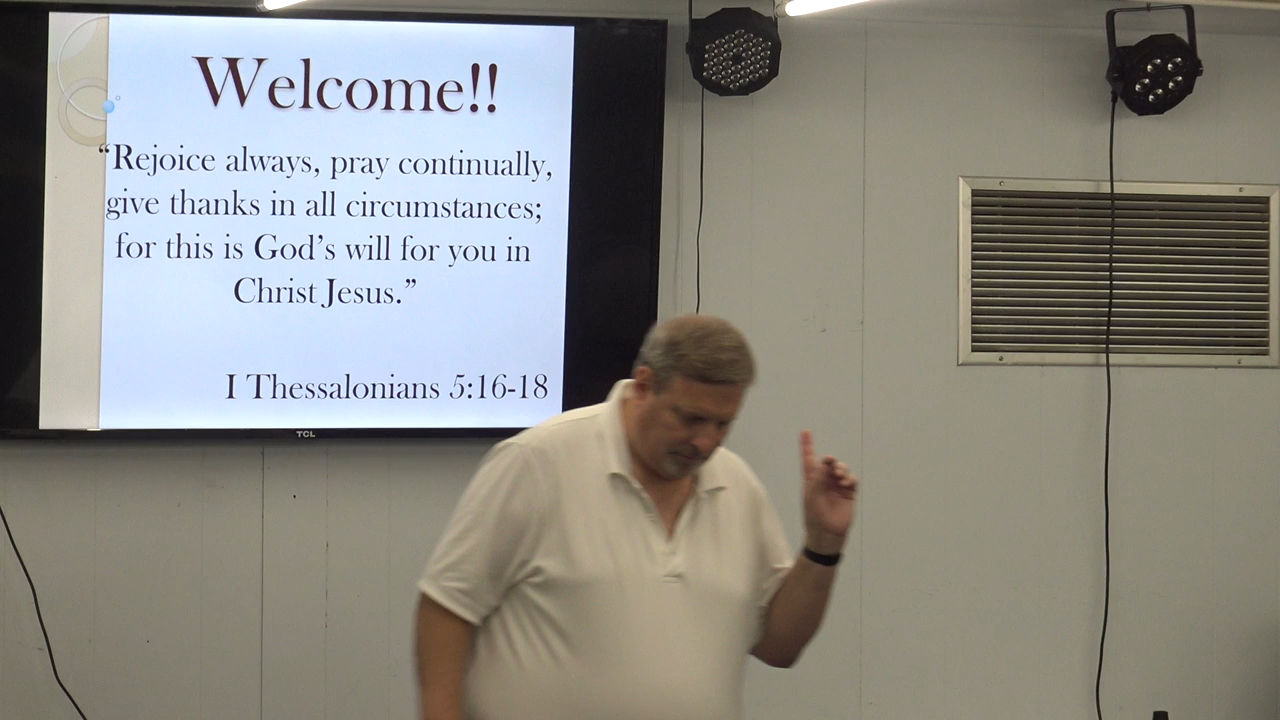 Welcome!!
“Rejoice always, pray continually,
give thanks in all circumstances;
for this is God’s will for you in
Christ Jesus.”
I Thessalonians 5:16-18
TCL